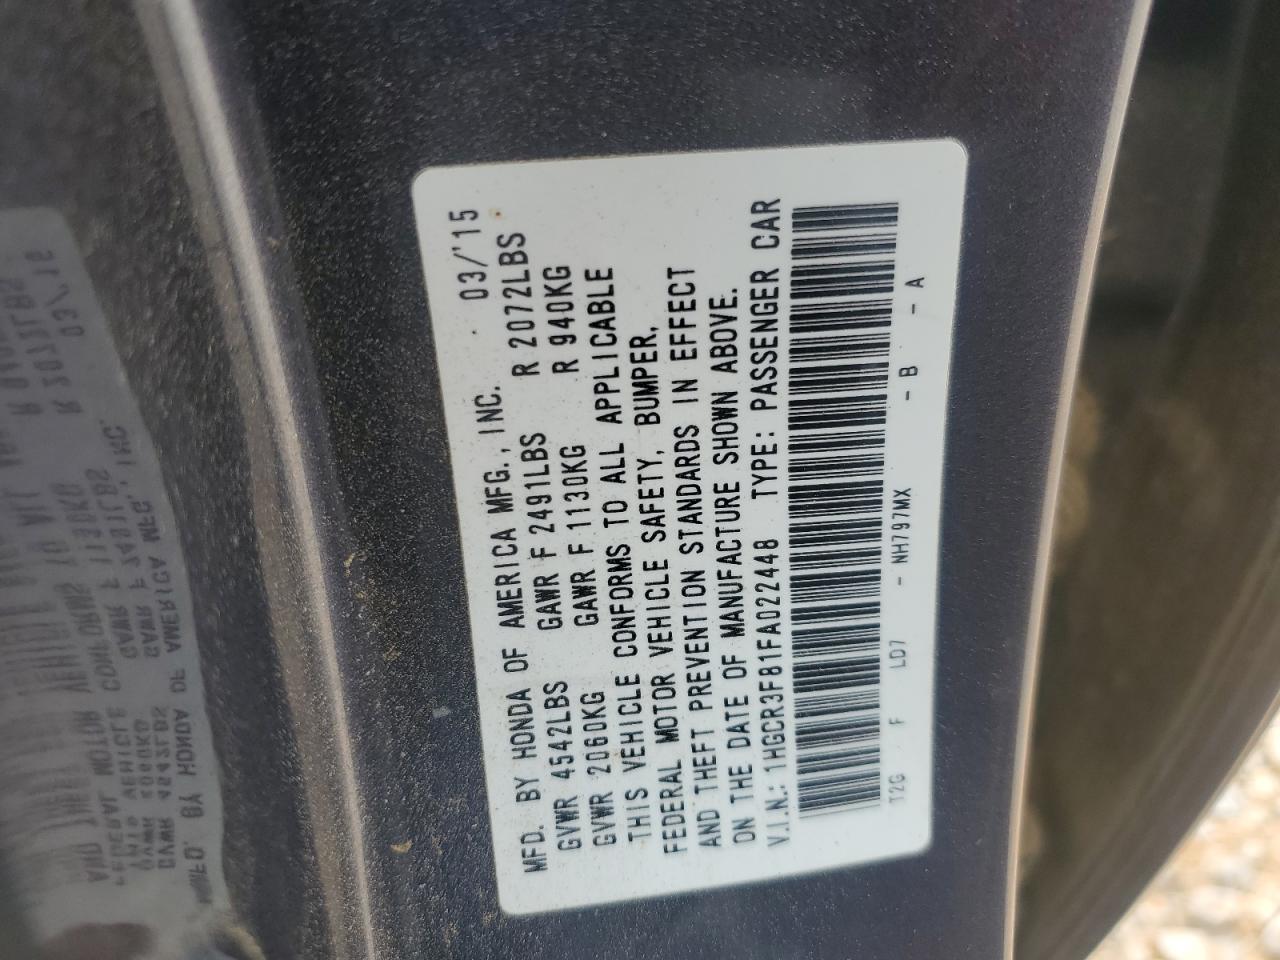 MFD. BY HONDA OF AMERICA MFG., INC. 03/'15
GVWR 4542LBS GAWR F 2491LBS R 2072LBS
GVWR 2060KG GAWR F 1130KG R 940KG
THIS VEHICLE CONFORMS TO ALL APPLICABLE
FEDERAL MOTOR VEHICLE SAFETY, BUMPER,
AND THEFT PREVENTION STANDARDS IN EFFECT
ON THE DATE OF MANUFACTURE SHOWN ABOVE.
V.I.N.: 1HGCR3F81FA022448 TYPE: PASSENGER CAR
T2G F LD7 - NH797MX - B - A